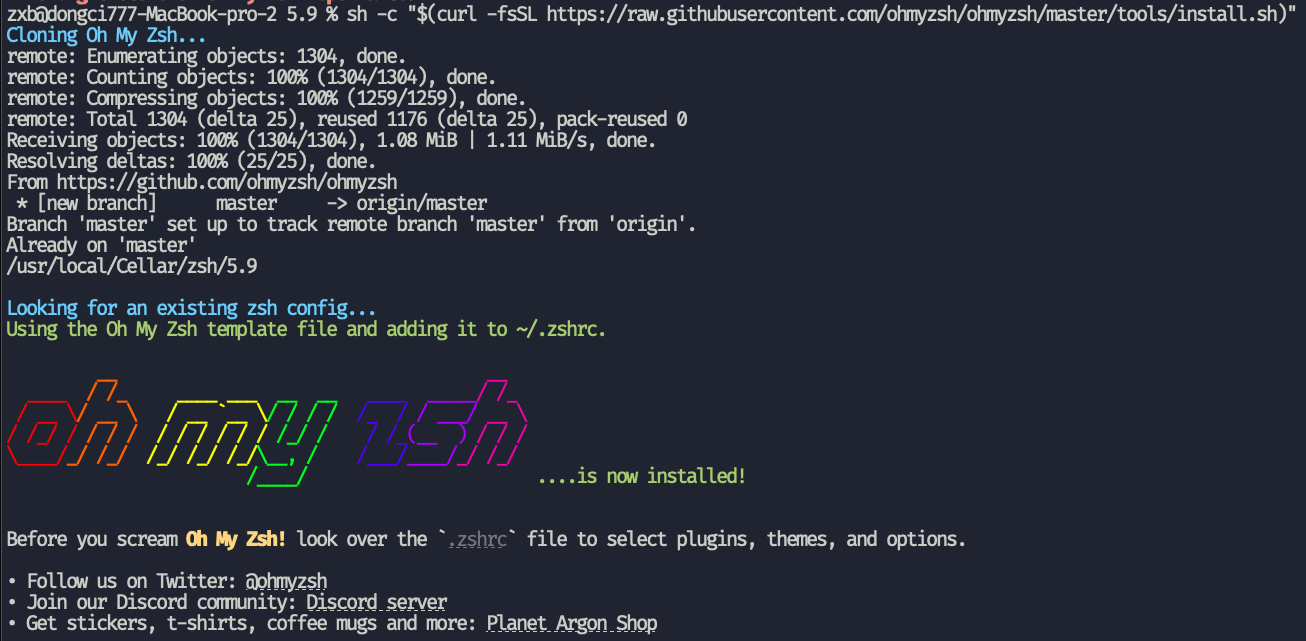 zxb@dongci777-MacBook-pro-2 5.9 % sh -c "$(curl -fsSL https://raw.githubusercontent.com/ohmyzsh/ohmyzsh/master/tools/install.sh)"
Cloning Oh My Zsh...
remote: Enumerating objects: 1304, done.
remote: Counting objects: 100% (1304/1304), done.
remote: Compressing objects: 100% (1259/1259), done.
remote: Total 1304 (delta 25), reused 1176 (delta 25), pack-reused 0
Receiving objects: 100% (1304/1304), 1.08 MiB | 1.11 MiB/s, done.
Resolving deltas: 100% (25/25), done.
From https://github.com/ohmyzsh/ohmyzsh
 * [new branch]      master     -> origin/master
Branch 'master' set up to track remote branch 'master' from 'origin'.
Already on 'master'
/usr/local/Cellar/zsh/5.9
Looking for an existing zsh config...
Using the Oh My Zsh template file and adding it to ~/.zshrc.
oh my zsh
....is now installed!
Before you scream Oh My Zsh! look over the `.zshrc` file to select plugins, themes, and options.
• Follow us on Twitter: @ohmyzsh
• Join our Discord community: Discord server
• Get stickers, t-shirts, coffee mugs and more: Planet Argon Shop